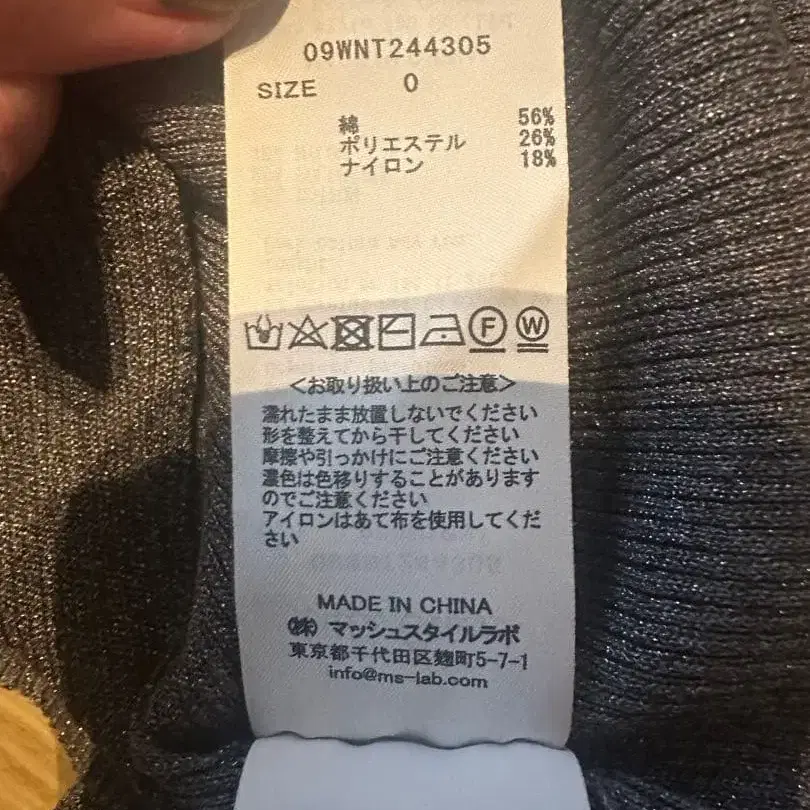 09WNT244305
SIZE 0
綿 56%
ポリエステル 26%
ナイロン 18%
F W
<お取り扱い上のご注意>
濡れたまま放置しないでください
形を整えてから干してください
摩擦や引っかけにご注意ください
濃色は色移りすることがあります
のでご注意ください
アイロンはあて布を使用してくだ
さい
MADE IN CHINA
㈱ マッシュスタイルラボ
東京都千代田区麹町5-7-1
info@ms-lab.com